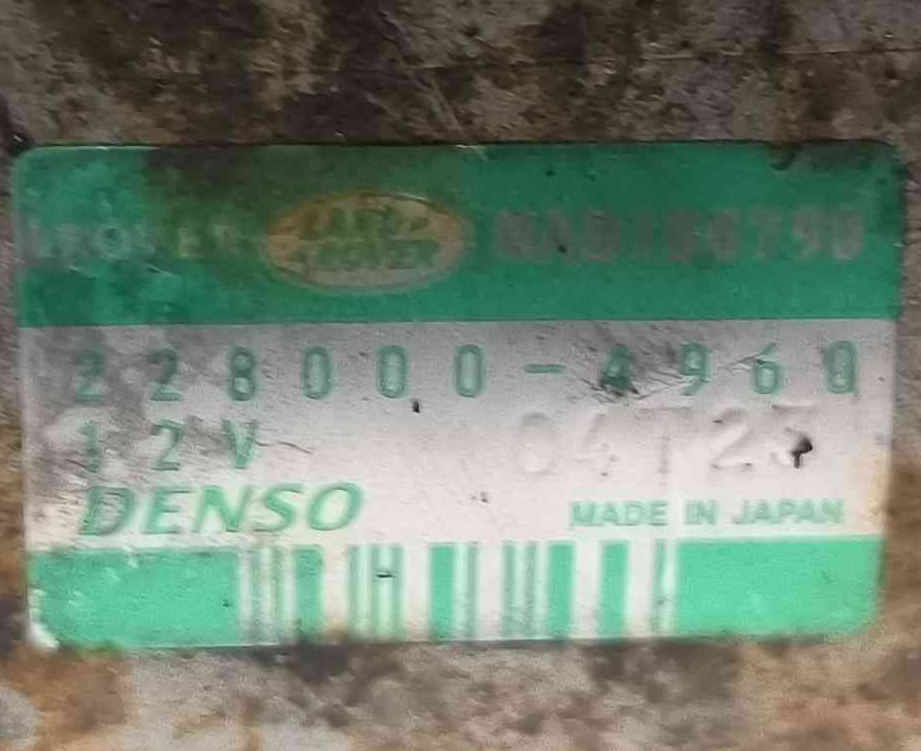 ROVER LAND ROVER NAD100790
228000-4960
12V 04T23
DENSO MADE IN JAPAN